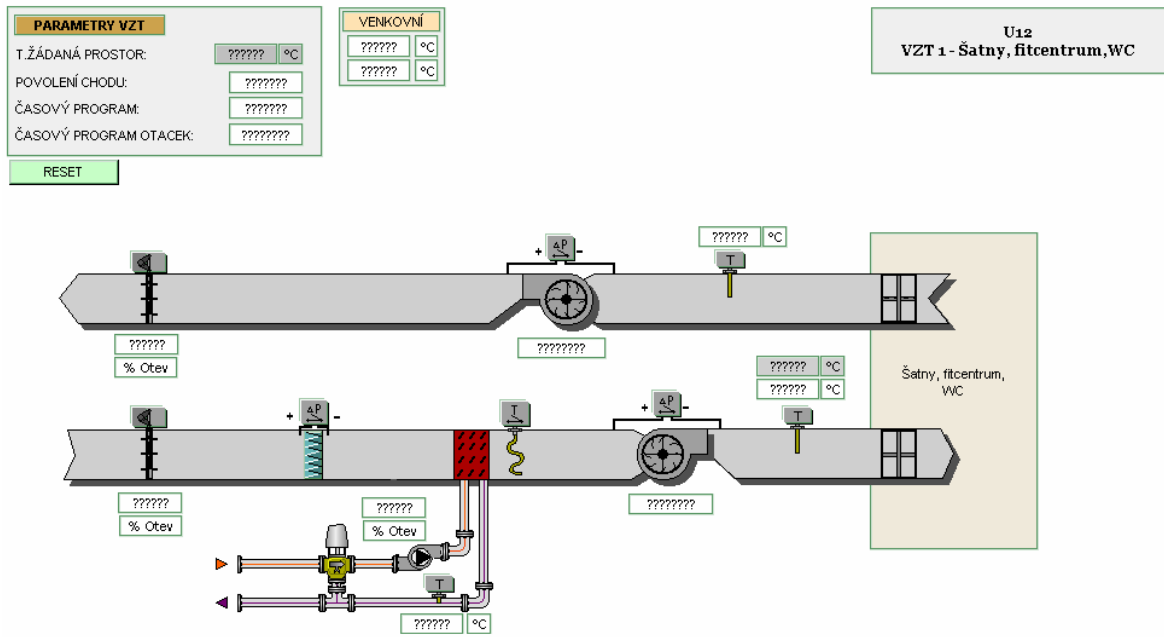 PARAMETRY VZT
T.ŽÁDANÁ PROSTOR: ?????? °C
POVOLENÍ CHODU: ???????
ČASOVÝ PROGRAM: ???????
ČASOVÝ PROGRAM OTACEK: ????????
RESET
VENKOVNÍ
?????? °C
?????? °C
U12
VZT 1 - Šatny, fitcentrum,WC
?????? °C
+ ΔP -
T
??????
% Otev
????????
?????? °C
?????? °C
Šatny, fitcentrum,
WC
+ ΔP -
T
+ ΔP -
T
??????
% Otev
??????
% Otev
????????
T
?????? °C